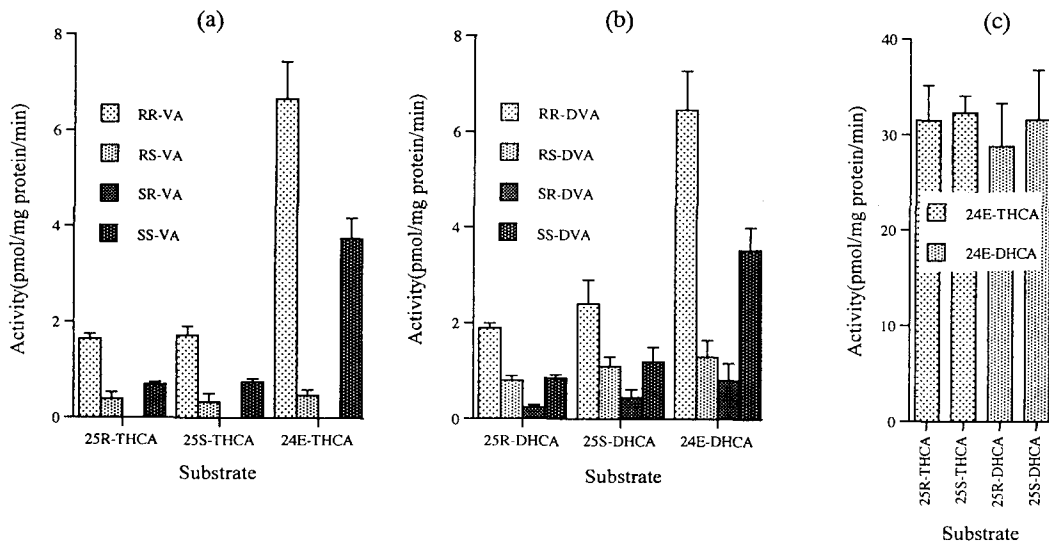 (a)
Activity(pmol/mg protein/min)
8
6
4
2
0
RR-VA
RS-VA
SR-VA
SS-VA
25R-THCA
25S-THCA
24E-THCA
Substrate
(b)
Activity(pmol/mg protein/min)
8
6
4
2
0
RR-DVA
RS-DVA
SR-DVA
SS-DVA
25R-DHCA
25S-DHCA
24E-DHCA
Substrate
(c)
Activity(pmol/mg protein/min)
40
30
20
10
0
24E-THCA
24E-DHCA
25R-THCA
25S-THCA
25R-DHCA
25S-DHCA
Substrate